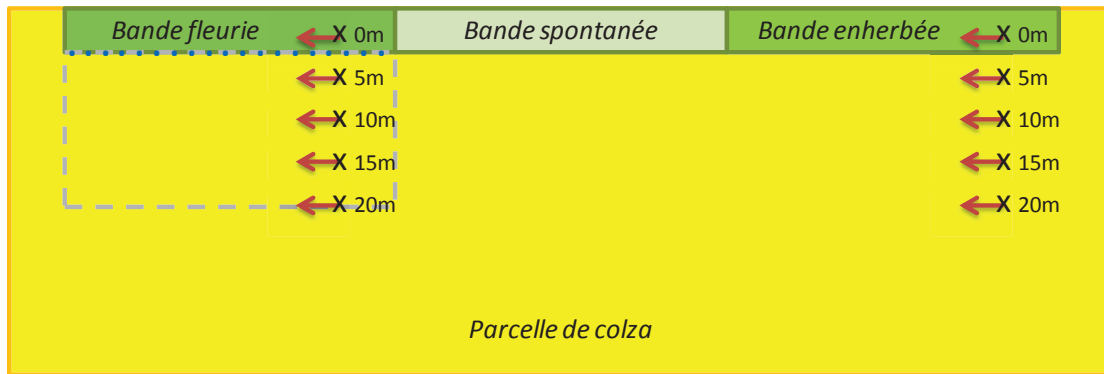 Bande fleurie X 0m Bande spontanée Bande enherbée X 0m
X 5m X 5m
X 10m X 10m
X 15m X 15m
X 20m X 20m
Parcelle de colza